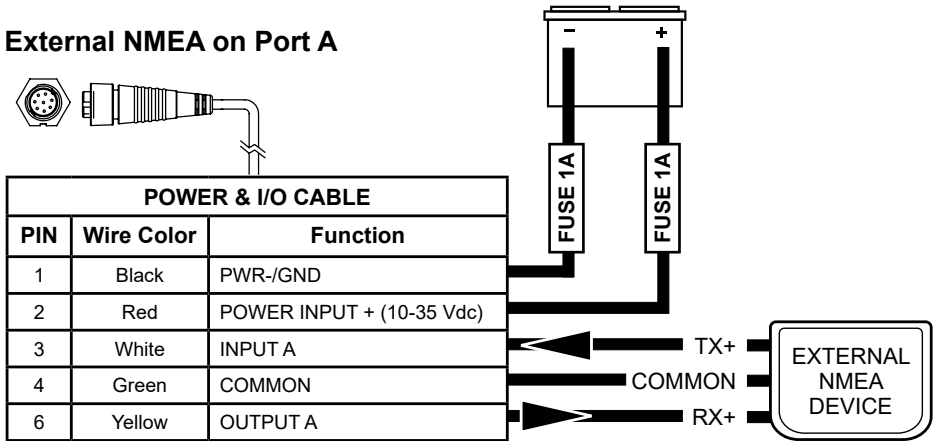 External NMEA on Port A
- +
FUSE 1A
FUSE 1A
POWER & I/O CABLE
PIN Wire Color Function
1 Black PWR-/GND
2 Red POWER INPUT + (10-35 Vdc)
3 White INPUT A
4 Green COMMON
6 Yellow OUTPUT A
TX+
COMMON
RX+
EXTERNAL
NMEA
DEVICE